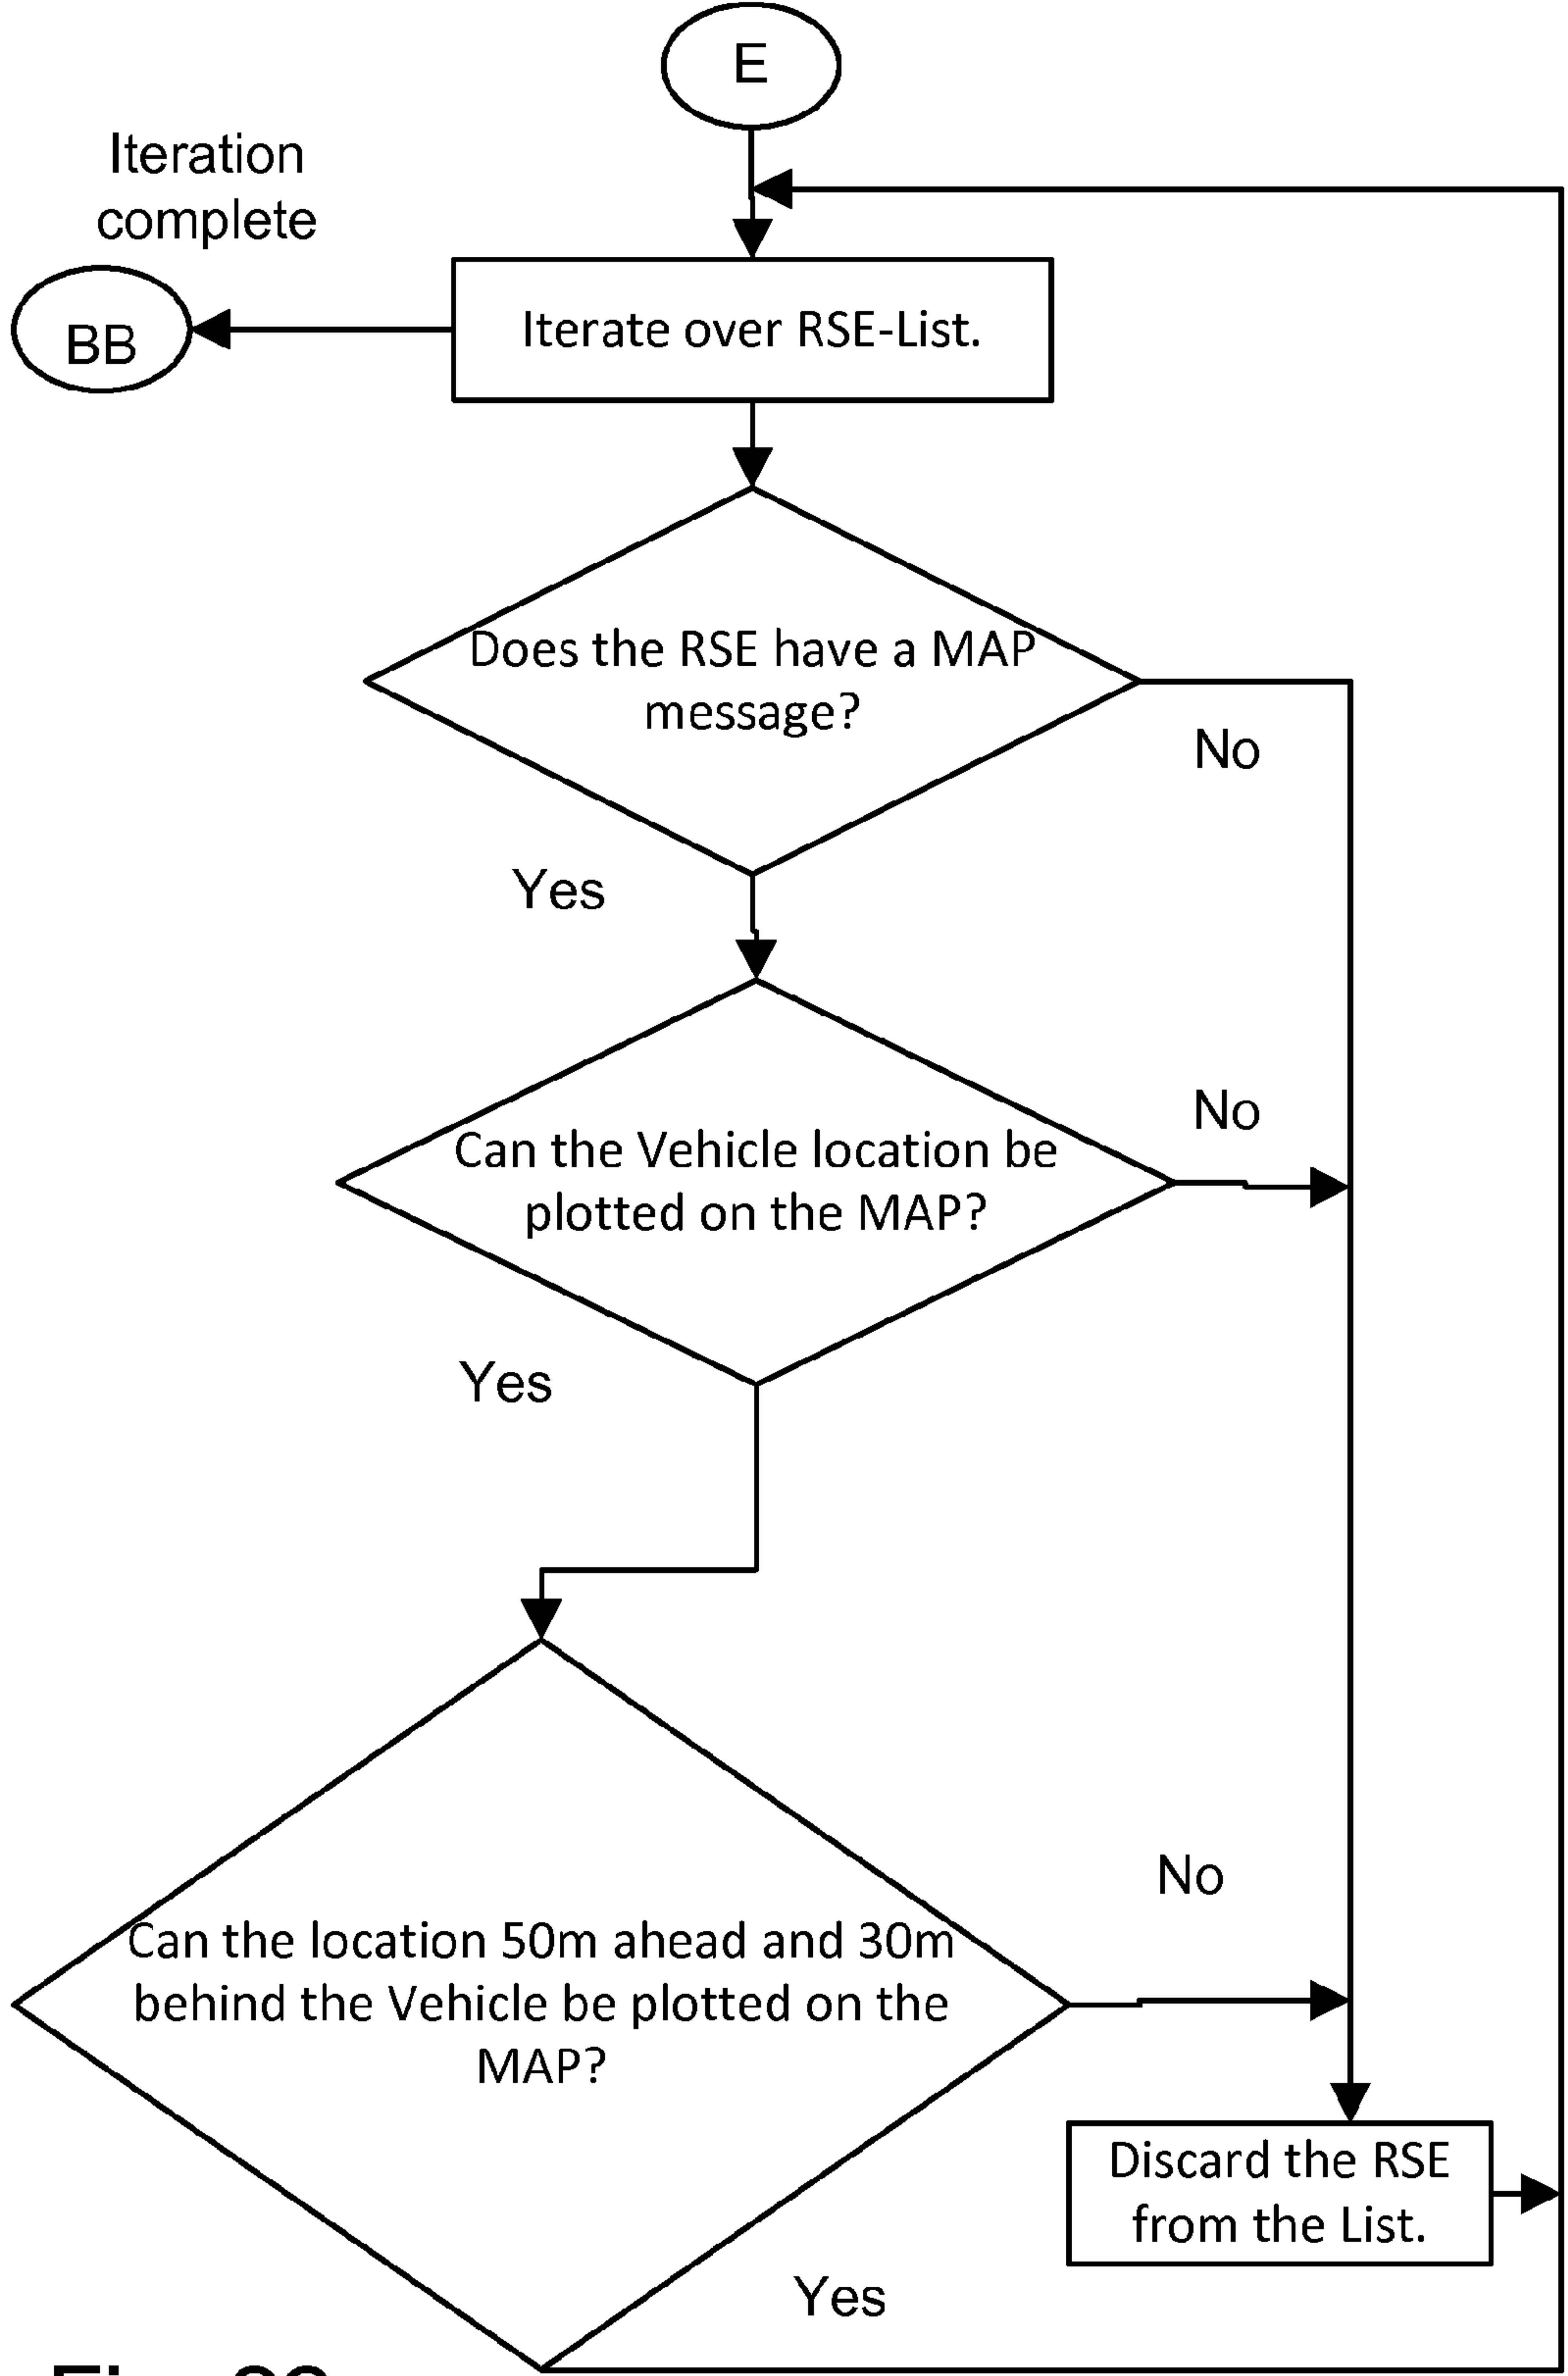 E
Iteration
complete
BB
Iterate over RSE-List.
Does the RSE have a MAP
message?
No
Yes
No
Can the Vehicle location be
plotted on the MAP?
Yes
No
Can the location 50m ahead and 30m
behind the Vehicle be plotted on the
MAP?
Discard the RSE
from the List.
Yes